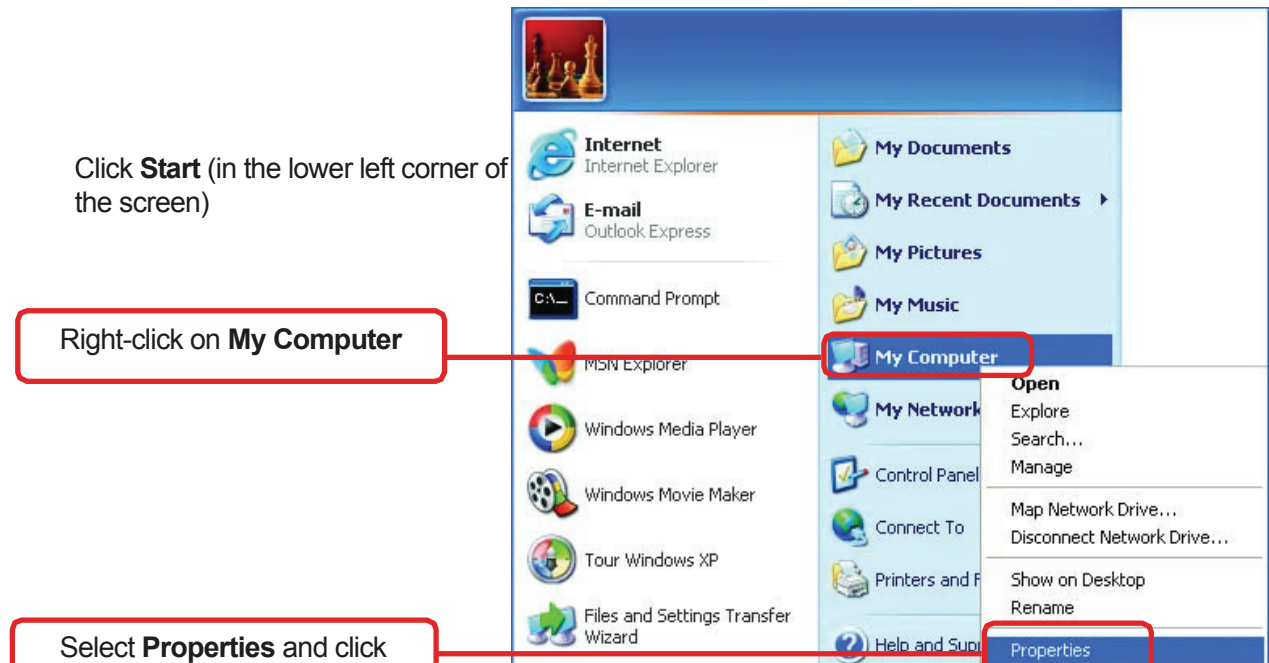 Click Start (in the lower left corner of
the screen)
Right-click on My Computer
Select Properties and click
Internet
Internet Explorer
E-mail
Outlook Express
C:\_
Command Prompt
MSN Explorer
Windows Media Player
Windows Movie Maker
Tour Windows XP
Files and Settings Transfer
Wizard
My Documents
My Recent Documents
My Pictures
My Music
My Computer
My Network
Control Panel
Connect To
Printers and F
Help and Supp
Open
Explore
Search...
Manage
Map Network Drive...
Disconnect Network Drive...
Show on Desktop
Rename
Properties